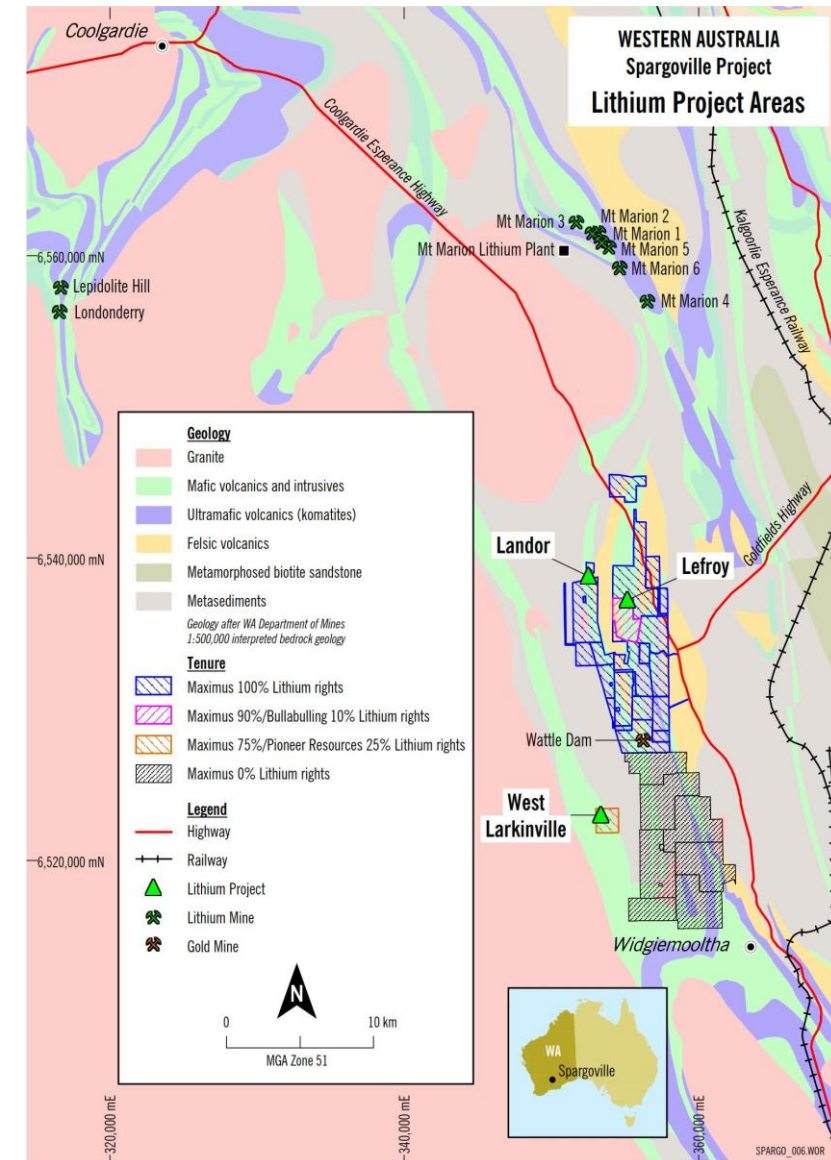 WESTERN AUSTRALIA
Spargoville Project
Lithium Project Areas
Coolgardie
Coolgardie Esperance Highway
Kalgoorlie Esperance Railway
Mt Marion 3
Mt Marion 2
Mt Marion 1
Mt Marion Lithium Plant
Mt Marion 5
Mt Marion 6
Mt Marion 4
6,560,000 mN
Lepidolite Hill
Londonderry
Goldfields Highway
6,540,000 mN
Landor
Lefroy
Wattle Dam
West
Larkinville
6,520,000 mN
Widgiemooltha
Geology
Granite
Mafic volcanics and intrusives
Ultramafic volcanics (komatites)
Felsic volcanics
Metamorphosed biotite sandstone
Metasediments
Geology after WA Department of Mines
1:500,000 interpreted bedrock geology
Tenure
Maximus 100% Lithium rights
Maximus 90%/Bullabulling 10% Lithium rights
Maximus 75%/Pioneer Resources 25% Lithium rights
Maximus 0% Lithium rights
Legend
Highway
Railway
Lithium Project
Lithium Mine
Gold Mine
N
0 10 km
MGA Zone 51
WA
Spargoville
320,000 mE
340,000 mE
360,000 mE
SPARGO_006.WOR